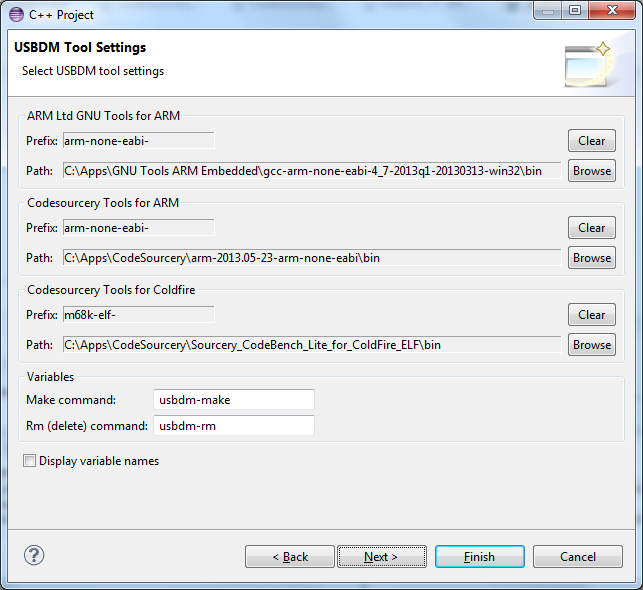 C++ Project
USBDM Tool Settings
Select USBDM tool settings
ARM Ltd GNU Tools for ARM
Prefix: arm-none-eabi- Clear
Path: C:\Apps\GNU Tools ARM Embedded\gcc-arm-none-eabi-4_7-2013q1-20130313-win32\bin Browse
Codesourcery Tools for ARM
Prefix: arm-none-eabi- Clear
Path: C:\Apps\CodeSourcery\arm-2013.05-23-arm-none-eabi\bin Browse
Codesourcery Tools for Coldfire
Prefix: m68k-elf- Clear
Path: C:\Apps\CodeSourcery\Sourcery_CodeBench_Lite_for_ColdFire_ELF\bin Browse
Variables
Make command: usbdm-make
Rm (delete) command: usbdm-rm
Display variable names
? < Back Next > Finish Cancel